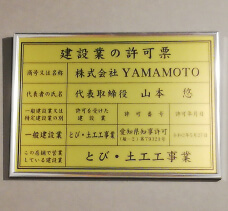 建設業の許可票
商号又は名称 株式会社 YAMAMOTO
代表者の氏名 代表取締役 山本 悠
一般建設業又は特定建設業の別 許可を受けた建設業 許可番号 許可年月日
一般建設業 とび・土工工事業 愛知県知事許可
この店舗で営業している建設業 とび・土工工事業